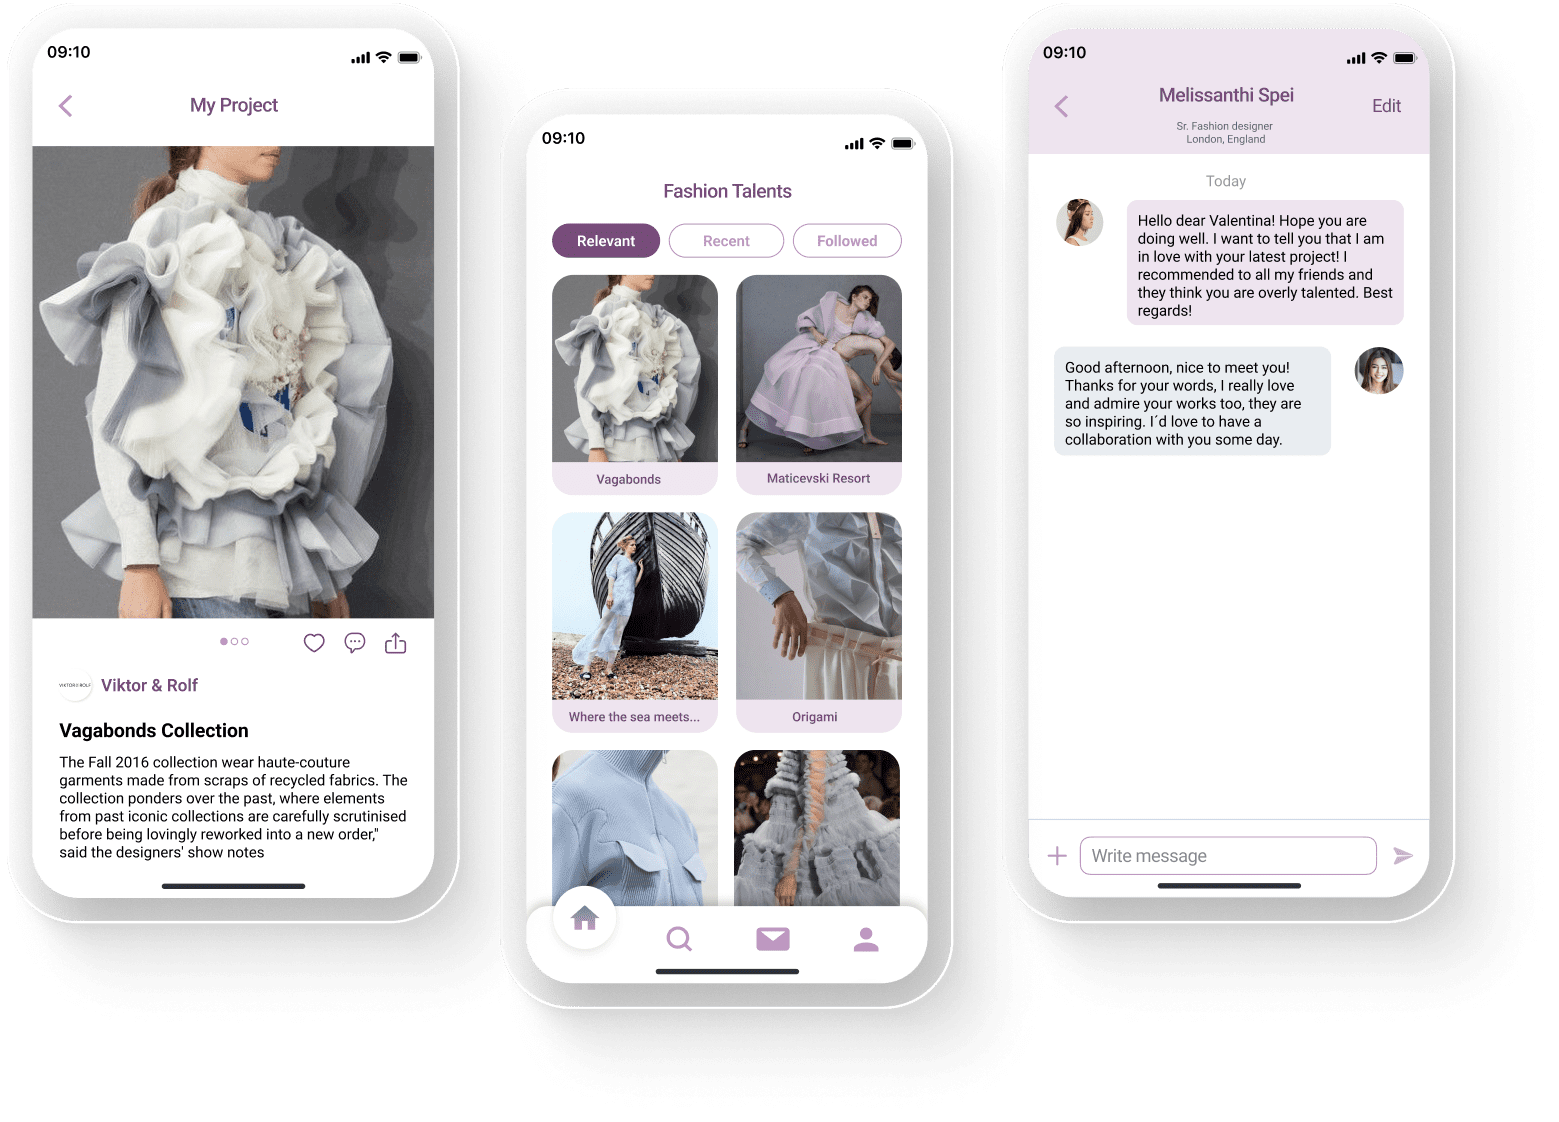 09:10
My Project
VIKTOR&ROLF
Viktor & Rolf
Vagabonds Collection
The Fall 2016 collection wear haute-couture
garments made from scraps of recycled fabrics. The
collection ponders over the past, where elements
from past iconic collections are carefully scrutinised
before being lovingly reworked into a new order,"
said the designers' show notes
09:10
Fashion Talents
Relevant
Recent
Followed
Vagabonds
Maticevski Resort
Where the sea meets...
Origami
09:10
Melissanthi Spei
Edit
Sr. Fashion designer
London, England
Today
Hello dear Valentina! Hope you are
doing well. I want to tell you that I am
in love with your latest project! I
recommended to all my friends and
they think you are overly talented. Best
regards!
Good afternoon, nice to meet you!
Thanks for your words, I really love
and admire your works too, they are
so inspiring. I´d love to have a
collaboration with you some day.
Write message